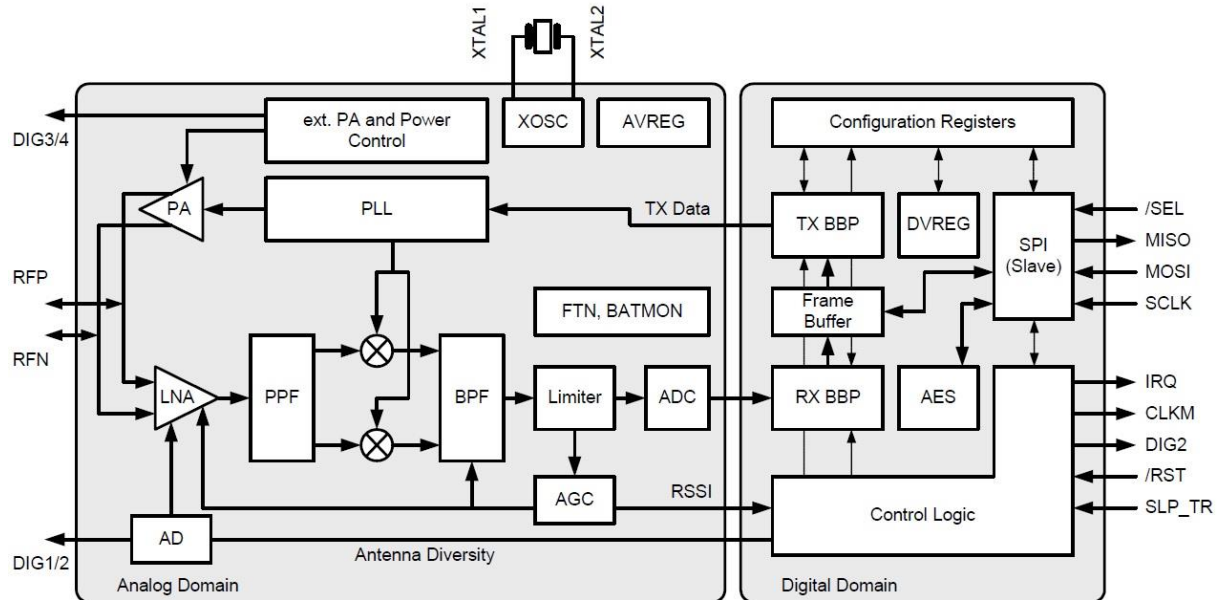 XTAL1
XTAL2
DIG3/4
ext. PA and Power
Control
XOSC
AVREG
Configuration Registers
PA
PLL
TX Data
TX BBP
DVREG
SPI
(Slave)
/SEL
MISO
MOSI
SCLK
RFP
RFN
FTN, BATMON
Frame
Buffer
LNA
PPF
BPF
Limiter
ADC
RX BBP
AES
IRQ
CLKM
DIG2
/RST
SLP_TR
AGC
RSSI
Control Logic
AD
DIG1/2
Antenna Diversity
Analog Domain
Digital Domain